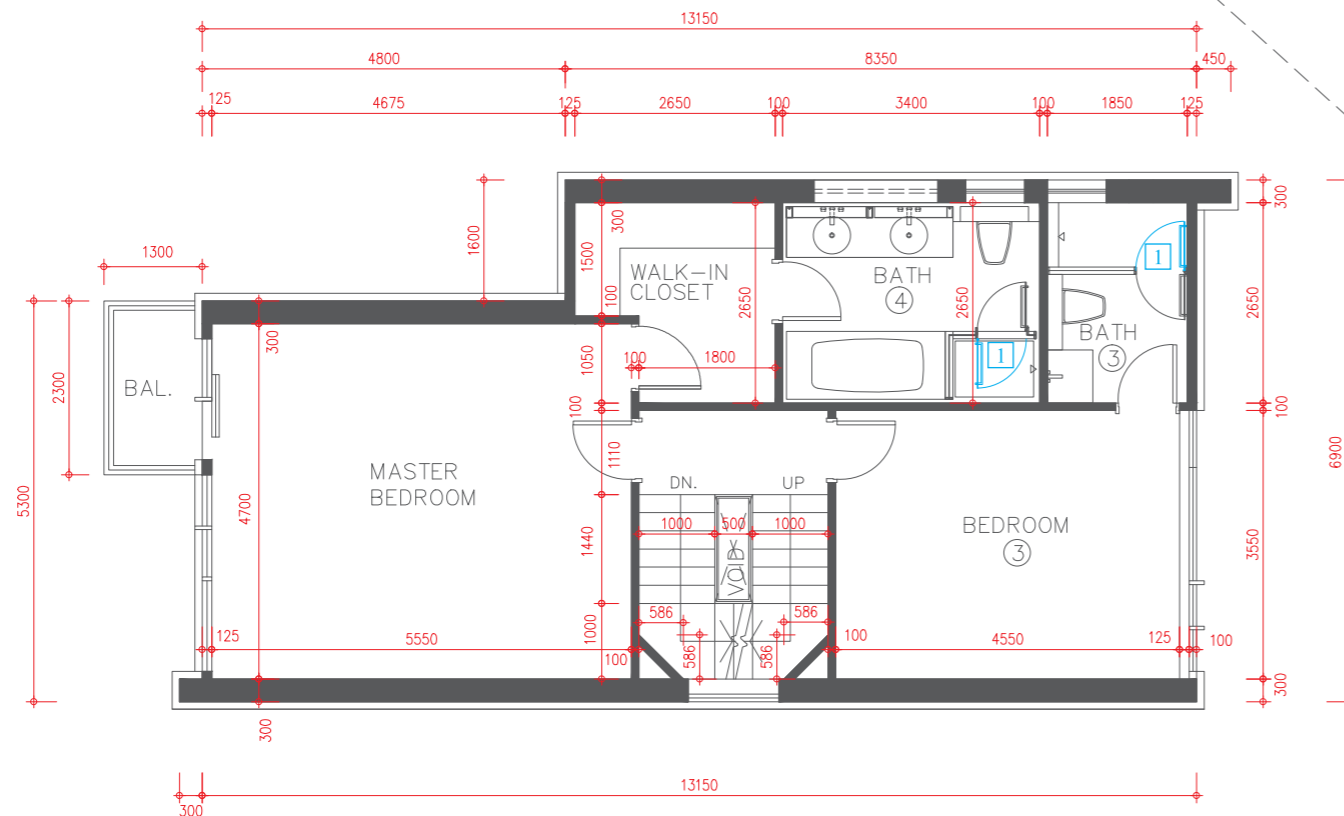 13150
4800 8350 450
125 4675 125 2650 100 3400 100 1850 125
1600
300
1500
100
1050
100
1110
1440
1000
300
2650
100
3550
300
6900
1300
2300
5300
BAL.
300
4700
300
MASTER
BEDROOM
125 5550 100
WALK-IN
CLOSET
2650
100 1800
BATH
4
2650
1
1
BATH
3
DN. UP
1000 500 1000
VOID
586 586
586 586
BEDROOM
3
100 4550 125 100
13150
300